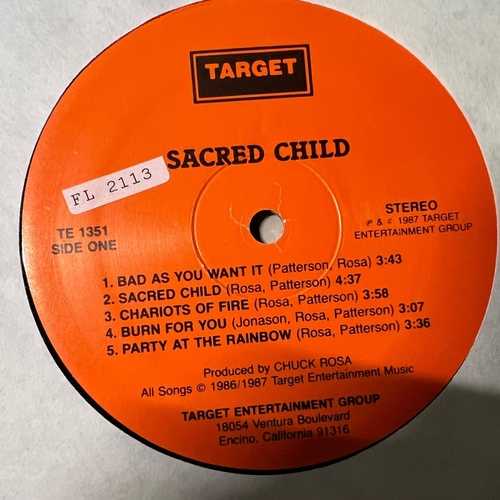 TARGET
SACRED CHILD
FL 2113
TE 1351
SIDE ONE
STEREO
℗ & © 1987 TARGET
ENTERTAINMENT GROUP
1. BAD AS YOU WANT IT (Patterson, Rosa) 3:43
2. SACRED CHILD (Rosa, Patterson) 4:37
3. CHARIOTS OF FIRE (Rosa, Patterson) 3:58
4. BURN FOR YOU (Jonason, Rosa, Patterson) 3:07
5. PARTY AT THE RAINBOW (Rosa, Patterson) 3:36
Produced by CHUCK ROSA
All Songs © 1986/1987 Target Entertainment Music
TARGET ENTERTAINMENT GROUP
18054 Ventura Boulevard
Encino, California 91316